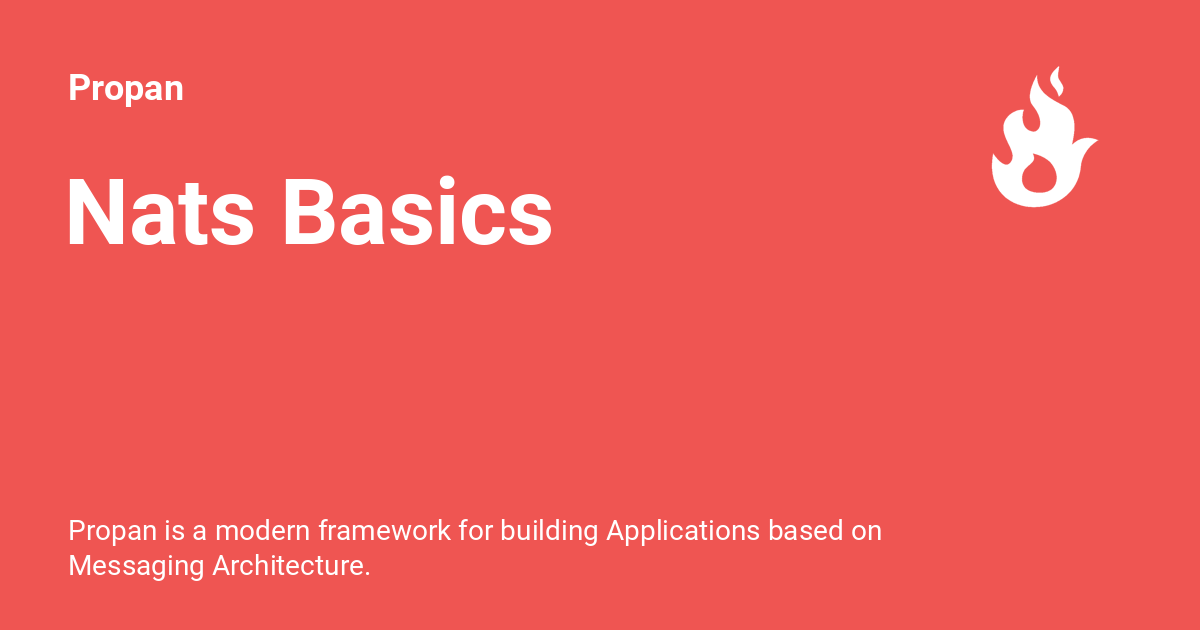 Propan
Nats Basics
Propan is a modern framework for building Applications based on
Messaging Architecture.